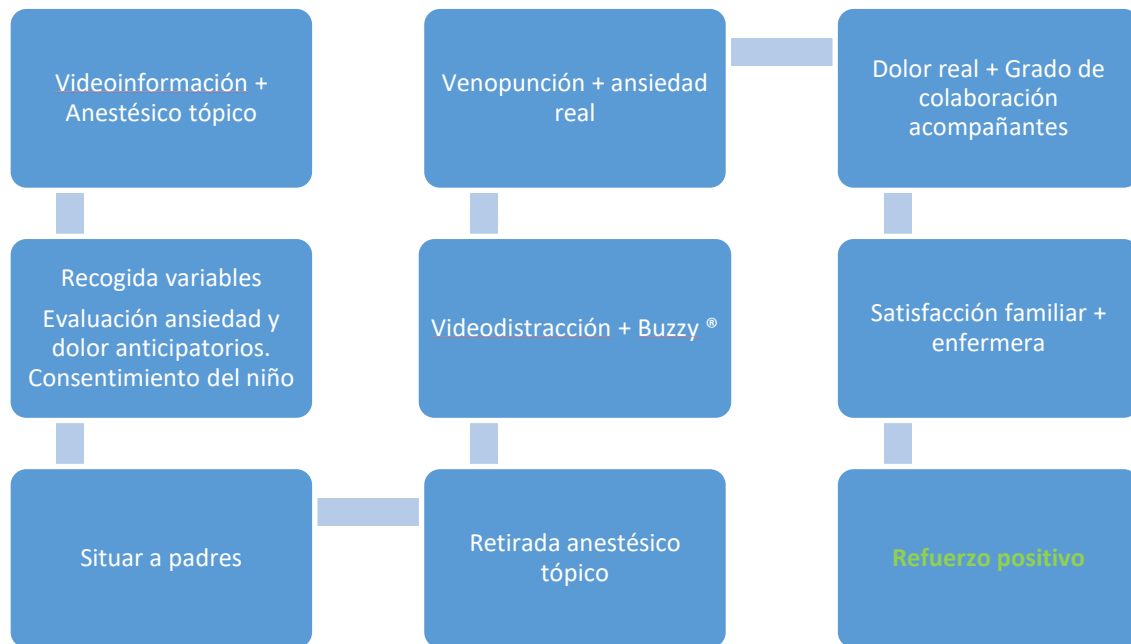 Videoinformación +
Anestésico tópico
Recogida variables
Evaluación ansiedad y
dolor anticipatorios.
Consentimiento del niño
Situar a padres
Retirada anestésico
tópico
Videodistracción + Buzzy ®
Venopunción + ansiedad
real
Dolor real + Grado de
colaboración
acompañantes
Satisfacción familiar +
enfermera
Refuerzo positivo